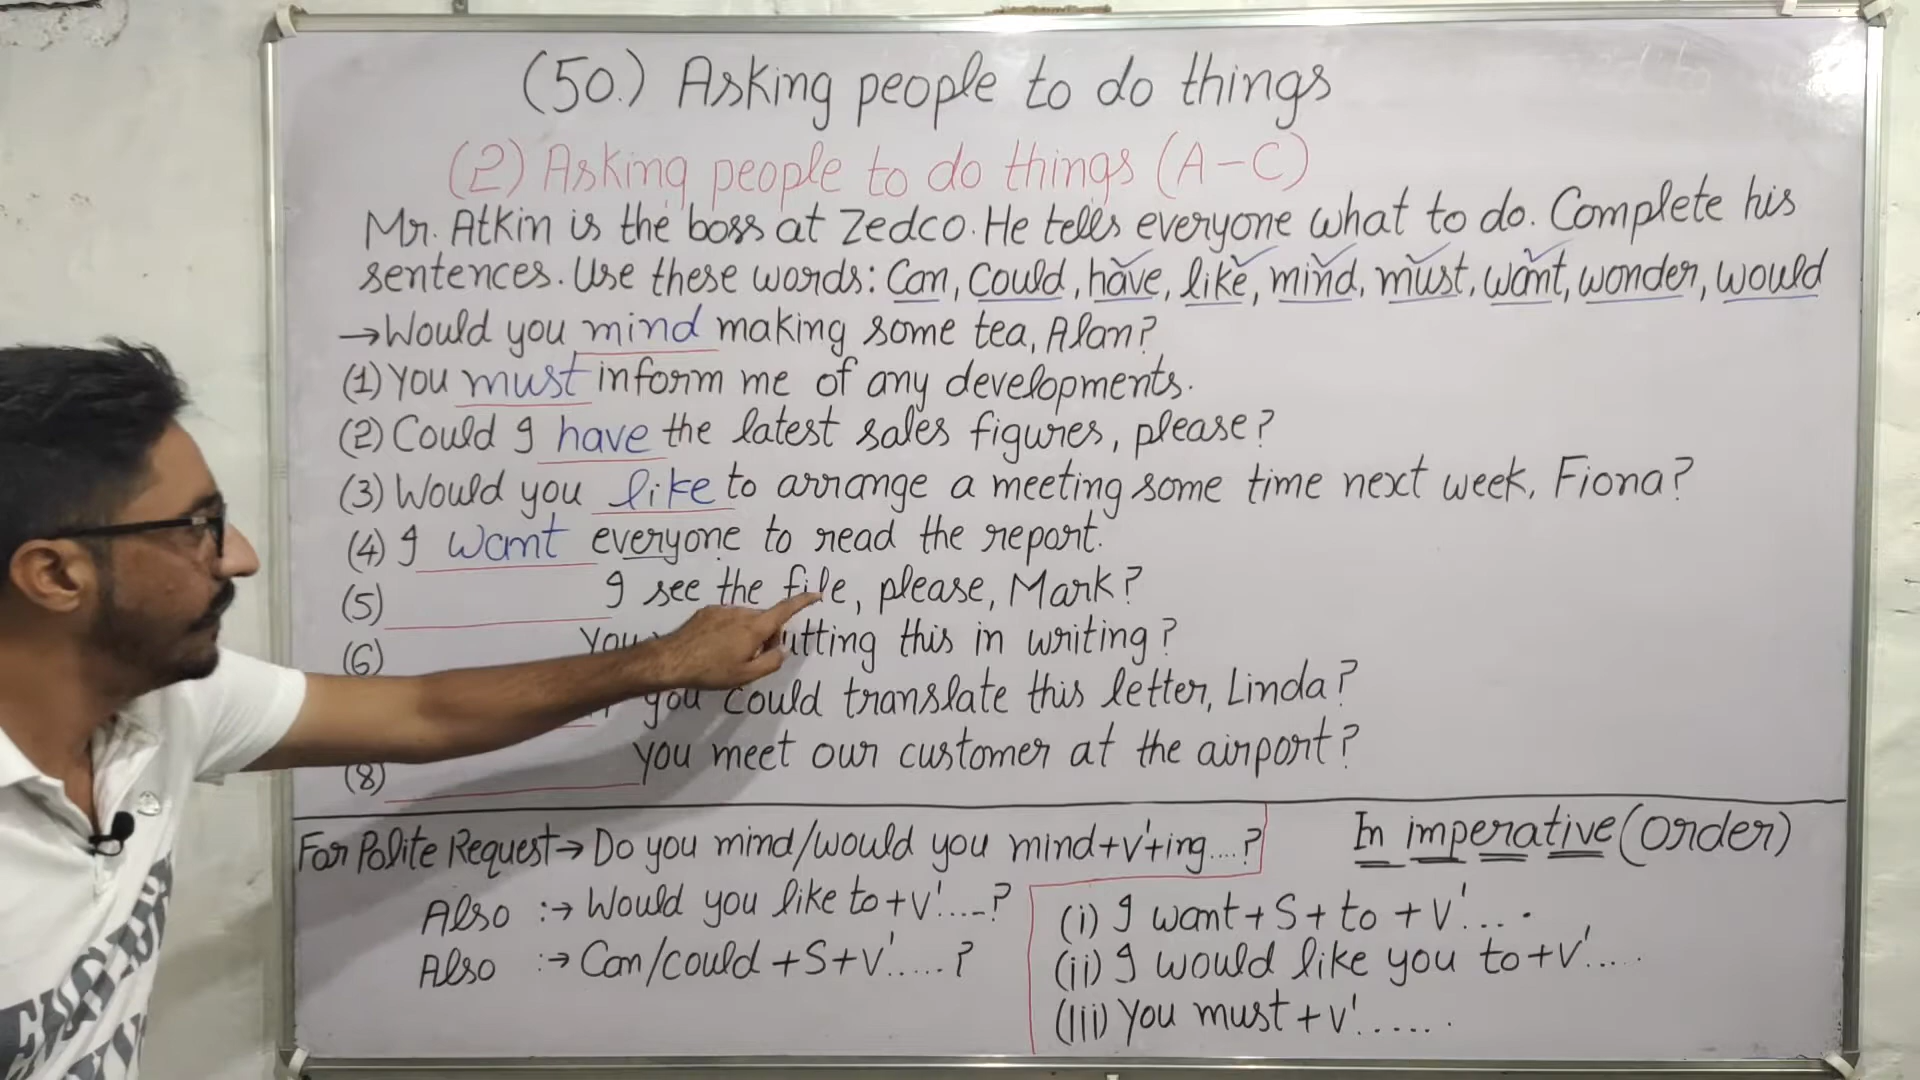 (50.) Asking people to do things
(2) Asking people to do things (A-C)
Mr. Atkin is the boss at Zedco. He tells everyone what to do. Complete his
sentences. Use these words: Can, Could, have, like, mind, must, want, wonder, would
→Would you mind making some tea, Alan?
(1) You must inform me of any developments.
(2) Could I have the latest sales figures, please?
(3) Would you like to arrange a meeting some time next week, Fiona?
(4) I want everyone to read the report.
(5) ____ I see the file, please, Mark?
(6) ____ You utting this in writing?
you could translate this letter, Linda?
(8) ____ you meet our customer at the airport?
For Polite Request→ Do you mind/would you mind+v'+ing....?
Also :→ Would you like to+v'....?
Also :→ Can/could +S+v'.....?
In imperative (order)
(i) I want+S+to+v'...
(ii) I would like you to+v'.....
(iii) You must+v'......